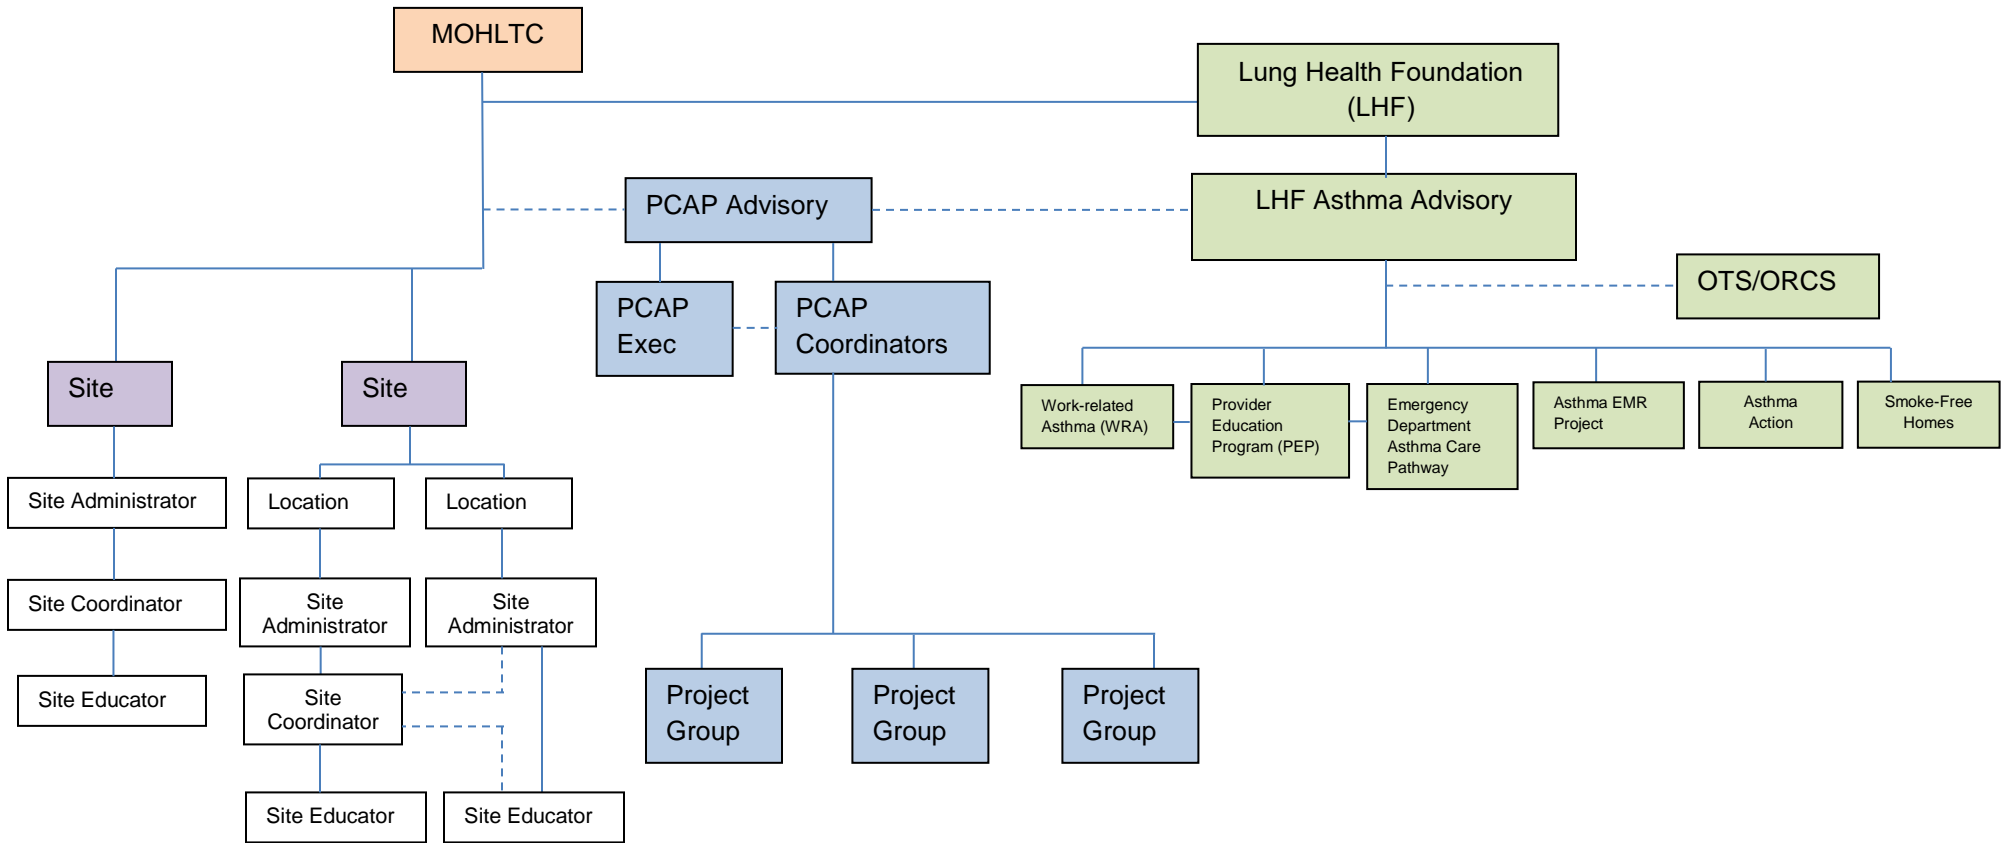 MOHLTC
Lung Health Foundation
(LHF)
PCAP Advisory
LHF Asthma Advisory
PCAP
Exec
PCAP
Coordinators
OTS/ORCS
Site
Site
Work-related
Asthma (WRA)
Provider
Education
Program (PEP)
Emergency
Department
Asthma Care
Pathway
Asthma EMR
Project
Asthma
Action
Smoke-Free
Homes
Site Administrator
Location
Location
Site Coordinator
Site
Administrator
Site
Administrator
Site Educator
Site
Coordinator
Project
Group
Project
Group
Project
Group
Site Educator
Site Educator